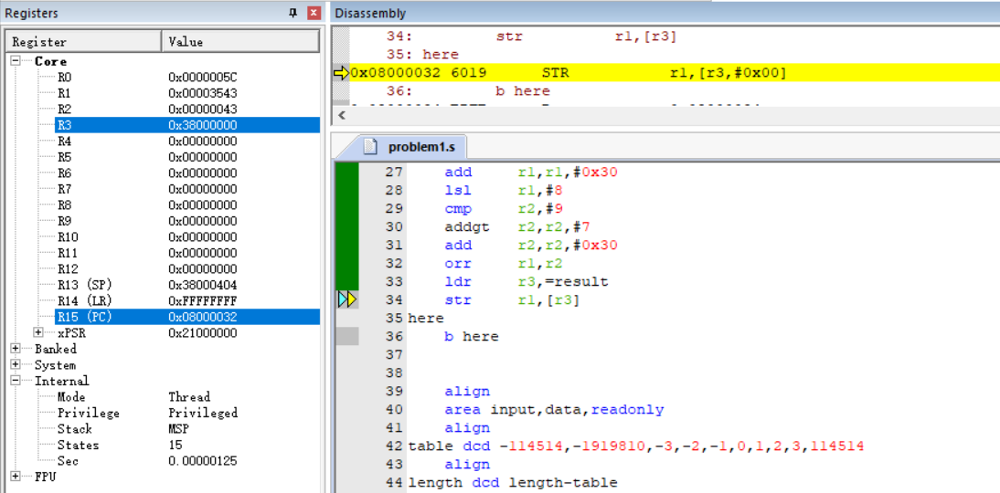 Registers
Register Value
Core
R0 0x0000005C
R1 0x00003543
R2 0x00000043
R3 0x38000000
R4 0x00000000
R5 0x00000000
R6 0x00000000
R7 0x00000000
R8 0x00000000
R9 0x00000000
R10 0x00000000
R11 0x00000000
R12 0x00000000
R13 (SP) 0x38000404
R14 (LR) 0xFFFFFFFF
R15 (PC) 0x08000032
xPSR 0x21000000
Banked
System
Internal
Mode Thread
Privilege Privileged
Stack MSP
States 15
Sec 0.00000125
FPU
Disassembly
34: str r1,[r3]
35: here
0x08000032 6019 STR r1,[r3,#0x00]
36: b here
problem1.s
27 add r1,r1,#0x30
28 lsl r1,#8
29 cmp r2,#9
30 addgt r2,r2,#7
31 add r2,r2,#0x30
32 orr r1,r2
33 ldr r3,=result
34 str r1,[r3]
35 here
36 b here
37
38
39 align
40 area input,data,readonly
41 align
42 table dcd -114514,-1919810,-3,-2,-1,0,1,2,3,114514
43 align
44 length dcd length-table